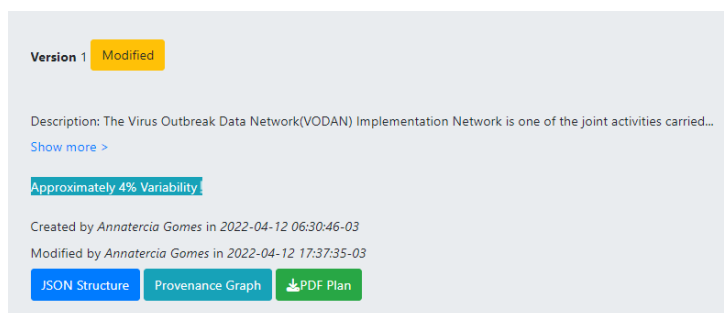 Version 1 Modified
Description: The Virus Outbreak Data Network(VODAN) Implementation Network is one of the joint activities carried...
Show more >
Approximately 4% Variability!
Created by Annatercia Gomes in 2022-04-12 06:30:46-03
Modified by Annatercia Gomes in 2022-04-12 17:37:35-03
JSON Structure Provenance Graph PDF Plan